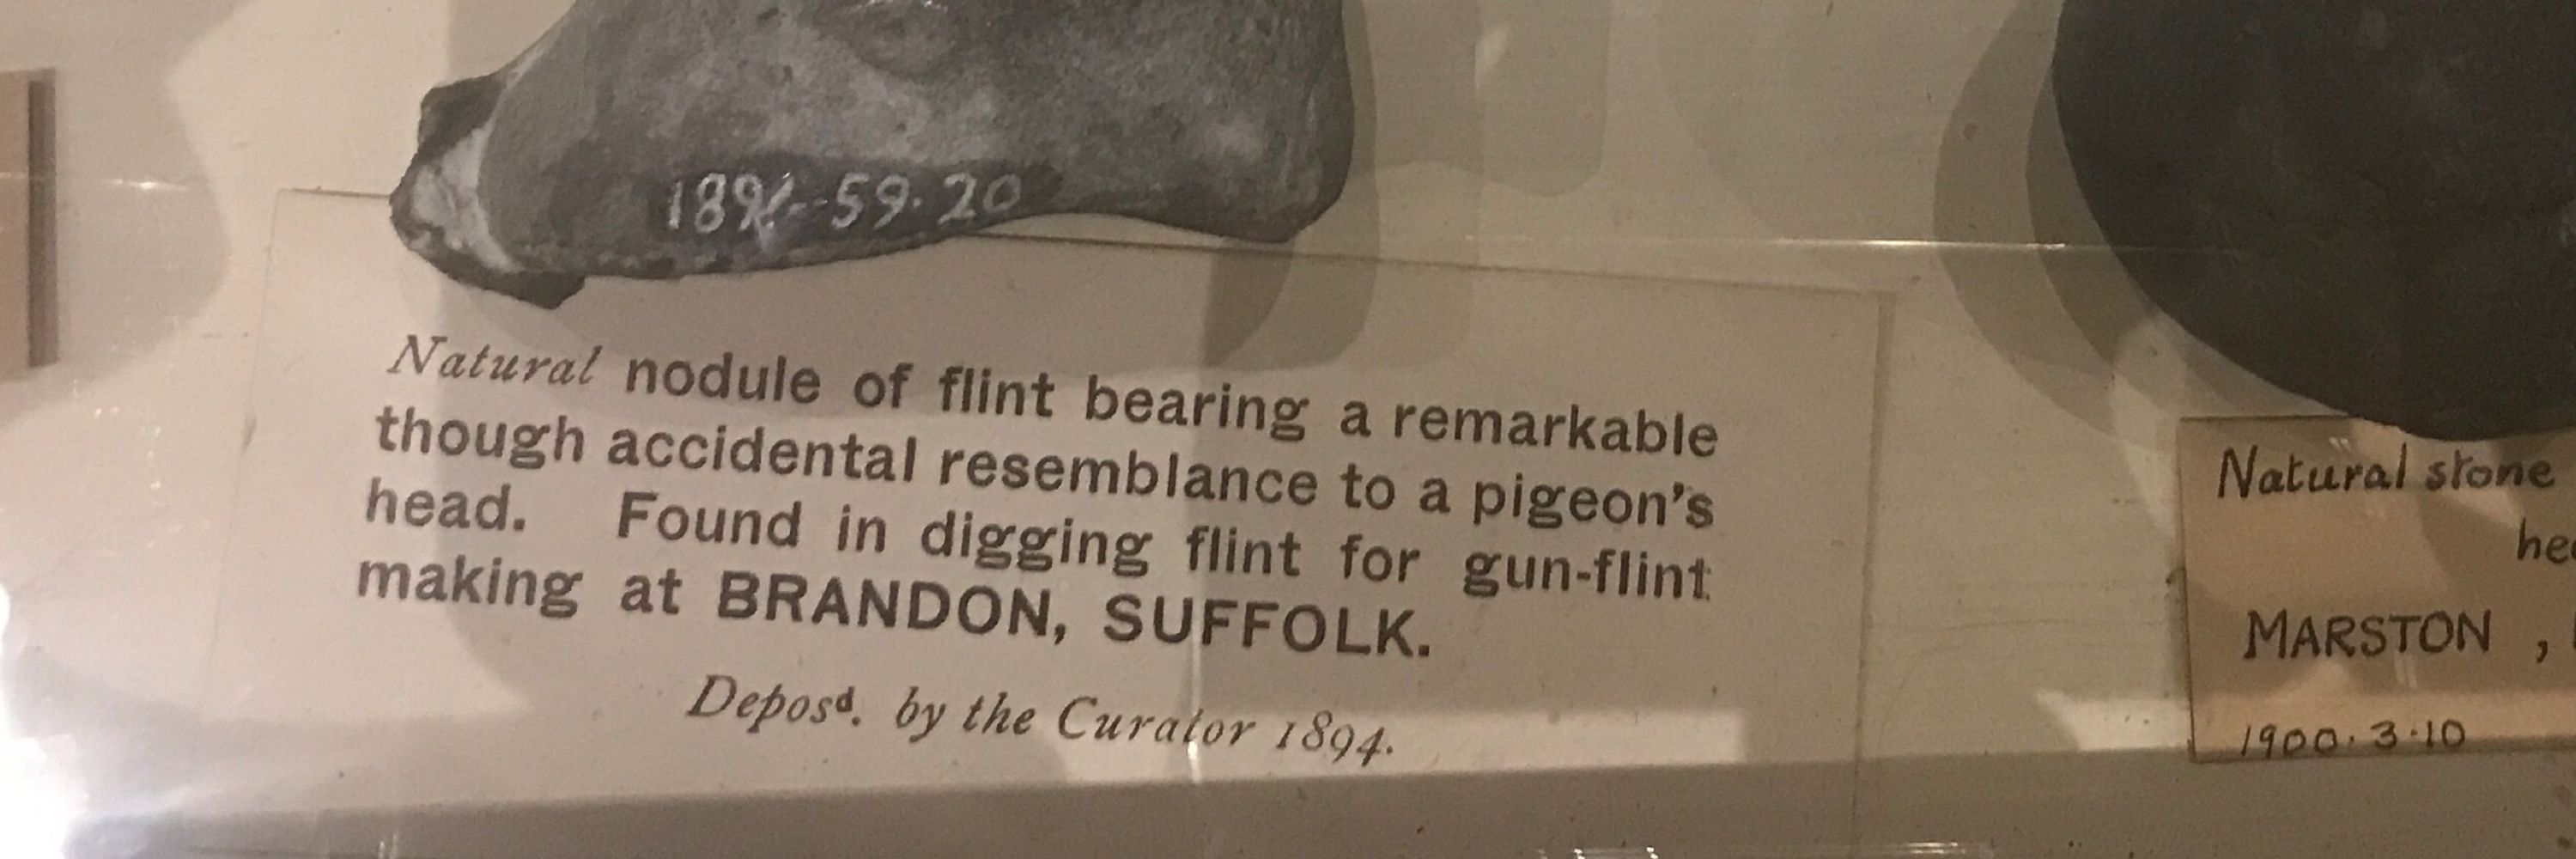 1894-59.20
Natural nodule of flint bearing a remarkable
though accidental resemblance to a pigeon's
head. Found in digging flint for gun-flint
making at BRANDON, SUFFOLK.
Deposd. by the Curator 1894.
Natural stone
MARSTON ,
1900.3.10